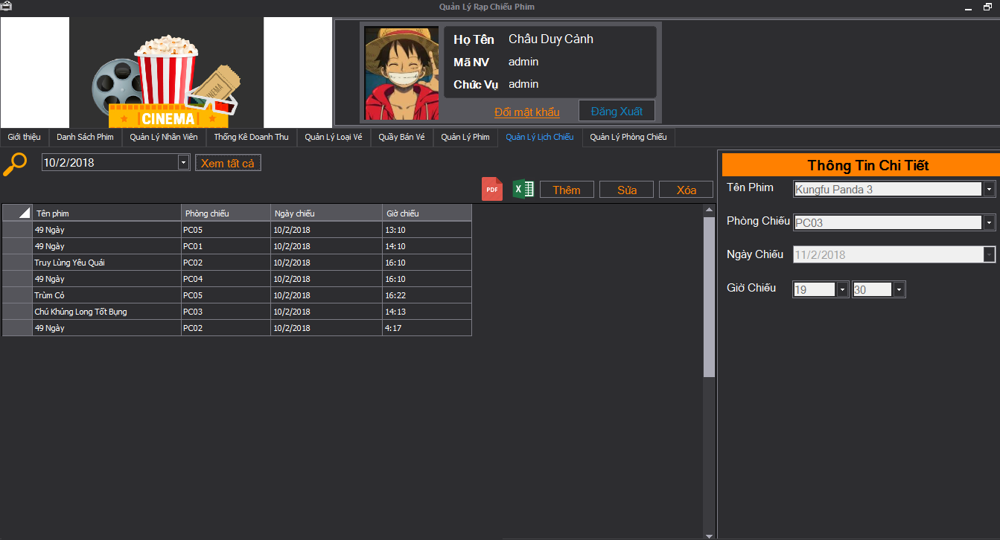 Quản Lý Rạp Chiếu Phim
CINEMA
CINEMA
Họ Tên Châu Duy Cảnh
Mã NV admin
Chức Vụ admin
Đổi mật khẩu Đăng Xuất
Giới thiệu Danh Sách Phim Quản Lý Nhân Viên Thống Kê Doanh Thu Quản Lý Loại Vé Quầy Bán Vé Quản Lý Phim Quản Lý Lịch Chiếu Quản Lý Phòng Chiếu
10/2/2018 Xem tất cả
PDF X Thêm Sửa Xóa
Tên phim Phòng chiếu Ngày chiếu Giờ chiếu
49 Ngày PC05 10/2/2018 13:10
49 Ngày PC01 10/2/2018 14:10
Truy Lùng Yêu Quái PC02 10/2/2018 16:10
49 Ngày PC04 10/2/2018 16:10
Trùm Cỏ PC05 10/2/2018 16:22
Chú Khủng Long Tốt Bụng PC03 10/2/2018 14:13
49 Ngày PC02 10/2/2018 4:17
Thông Tin Chi Tiết
Tên Phim Kungfu Panda 3
Phòng Chiếu PC03
Ngày Chiếu 11/2/2018
Giờ Chiếu 19 30